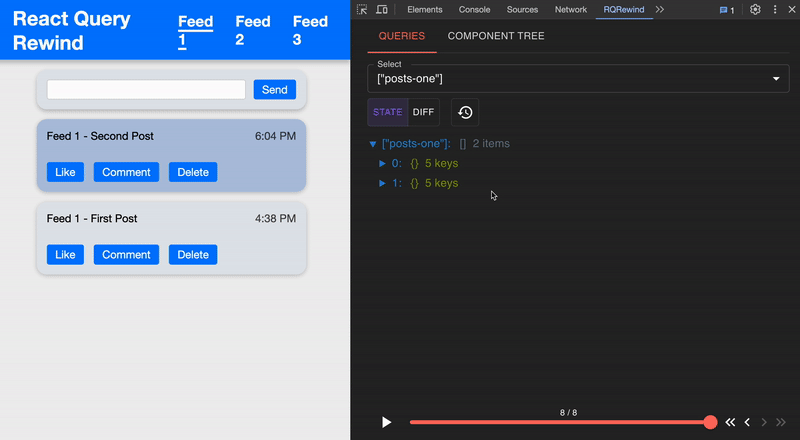 React Query
Rewind
Feed
1
Feed
2
Feed
3
Send
Feed 1 - Second Post 6:04 PM
Like Comment Delete
Feed 1 - First Post 4:38 PM
Like Comment Delete
Elements Console Sources Network RQRewind 1
QUERIES COMPONENT TREE
Select
["posts-one"]
STATE DIFF
["posts-one"]: [] 2 items
0: {} 5 keys
1: {} 5 keys
8 / 8